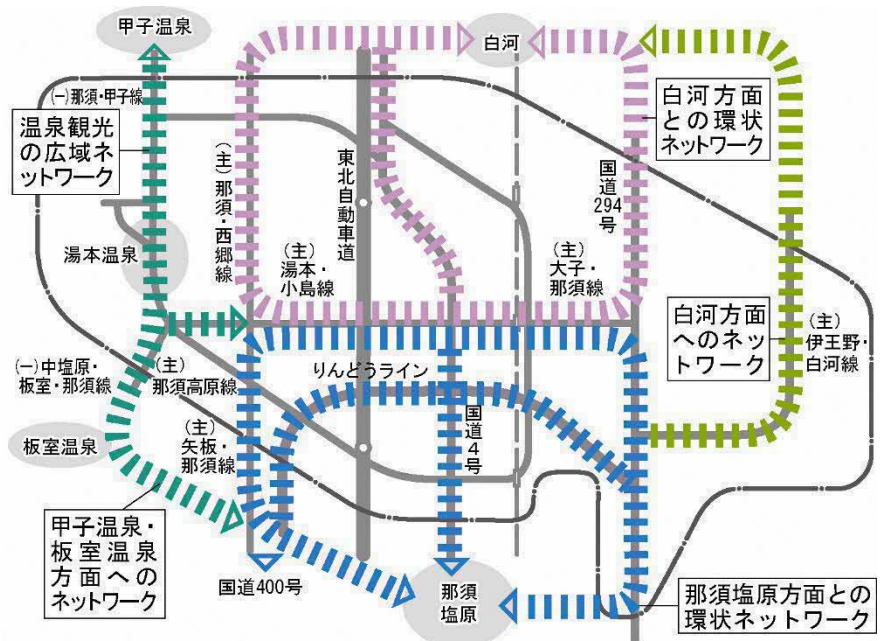 甲子温泉
白河
(一)那須・甲子線
温泉観光
の広域ネ
ットワーク
(主)那須・西郷線
東北自動車道
国道294号
白河方面
との環状
ネットワーク
湯本温泉
(主)
湯本・
小島線
(主)
大子・
那須線
白河方面
へのネット
ワーク
(主)
伊王野・
白河線
(一)中塩原・
板室・那須線
(主)
那須高原線
りんどうライン
国道4号
板室温泉
(主)
矢板・
那須線
甲子温泉・
板室温泉
方面への
ネットワーク
国道400号
那須
塩原
那須塩原方面との
環状ネットワーク